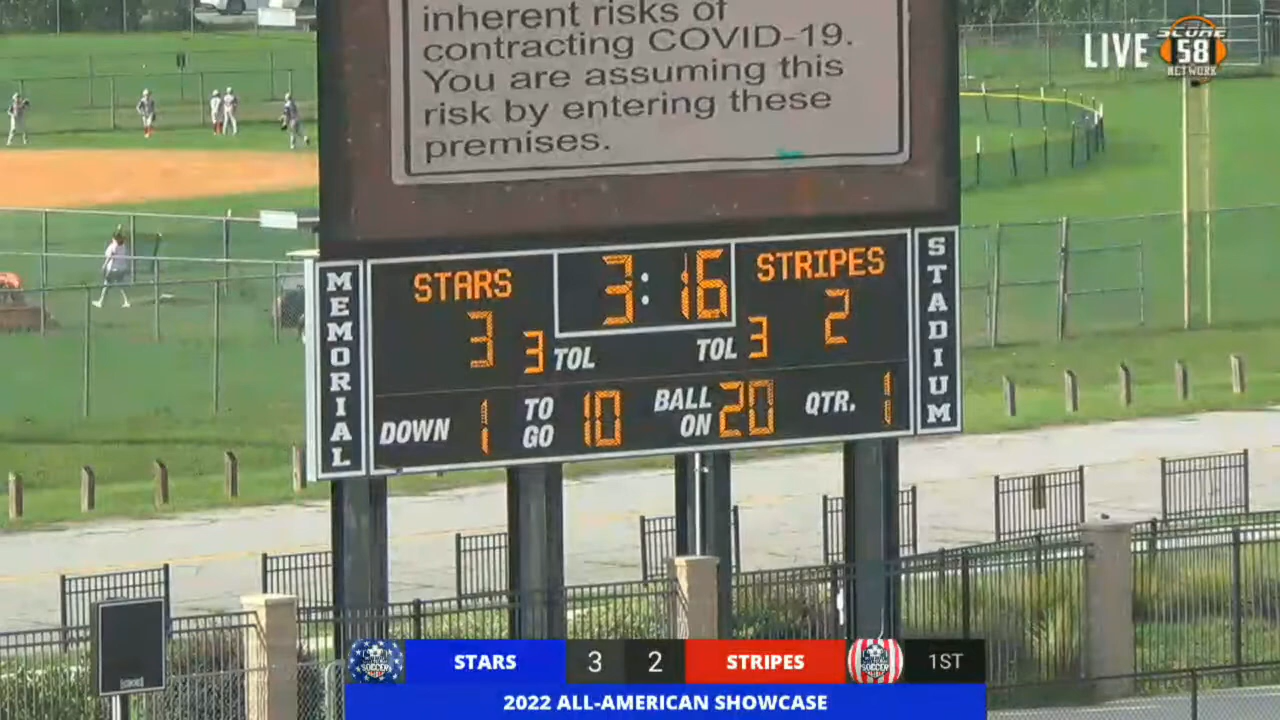 inherent risks of
contracting COVID-19.
You are assuming this
risk by entering these
premises.
LIVE
SCORE
58
NETWORK
MEMORIAL
STARS
3:16
STRIPES
3
3 TOL
TOL 3
2
DOWN 1
TO GO 10
BALL ON 20
QTR. 1
STADIUM
STARS 3 2 STRIPES 1ST
2022 ALL-AMERICAN SHOWCASE